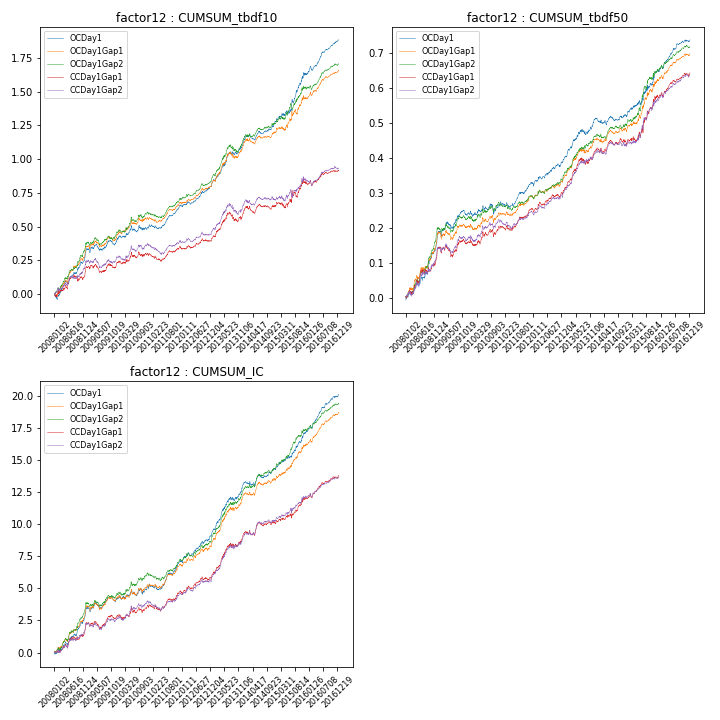 factor12 : CUMSUM_tbdf10
OCDay1
OCDay1Gap1
OCDay1Gap2
CCDay1Gap1
CCDay1Gap2
1.75
1.50
1.25
1.00
0.75
0.50
0.25
0.00
20080102 20080616 20081124 20090507 20091019 20100329 20100903 20110223 20110801 20120111 20120627 20121204 20130523 20131106 20140417 20140923 20150311 20150814 20160126 20160708 20161219
factor12 : CUMSUM_tbdf50
OCDay1
OCDay1Gap1
OCDay1Gap2
CCDay1Gap1
CCDay1Gap2
0.7
0.6
0.5
0.4
0.3
0.2
0.1
0.0
20080102 20080616 20081124 20090507 20091019 20100329 20100903 20110223 20110801 20120111 20120627 20121204 20130523 20131106 20140417 20140923 20150311 20150814 20160126 20160708 20161219
factor12 : CUMSUM_IC
OCDay1
OCDay1Gap1
OCDay1Gap2
CCDay1Gap1
CCDay1Gap2
20.0
17.5
15.0
12.5
10.0
7.5
5.0
2.5
0.0
20080102 20080616 20081124 20090507 20091019 20100329 20100903 20110223 20110801 20120111 20120627 20121204 20130523 20131106 20140417 20140923 20150311 20150814 20160126 20160708 20161219